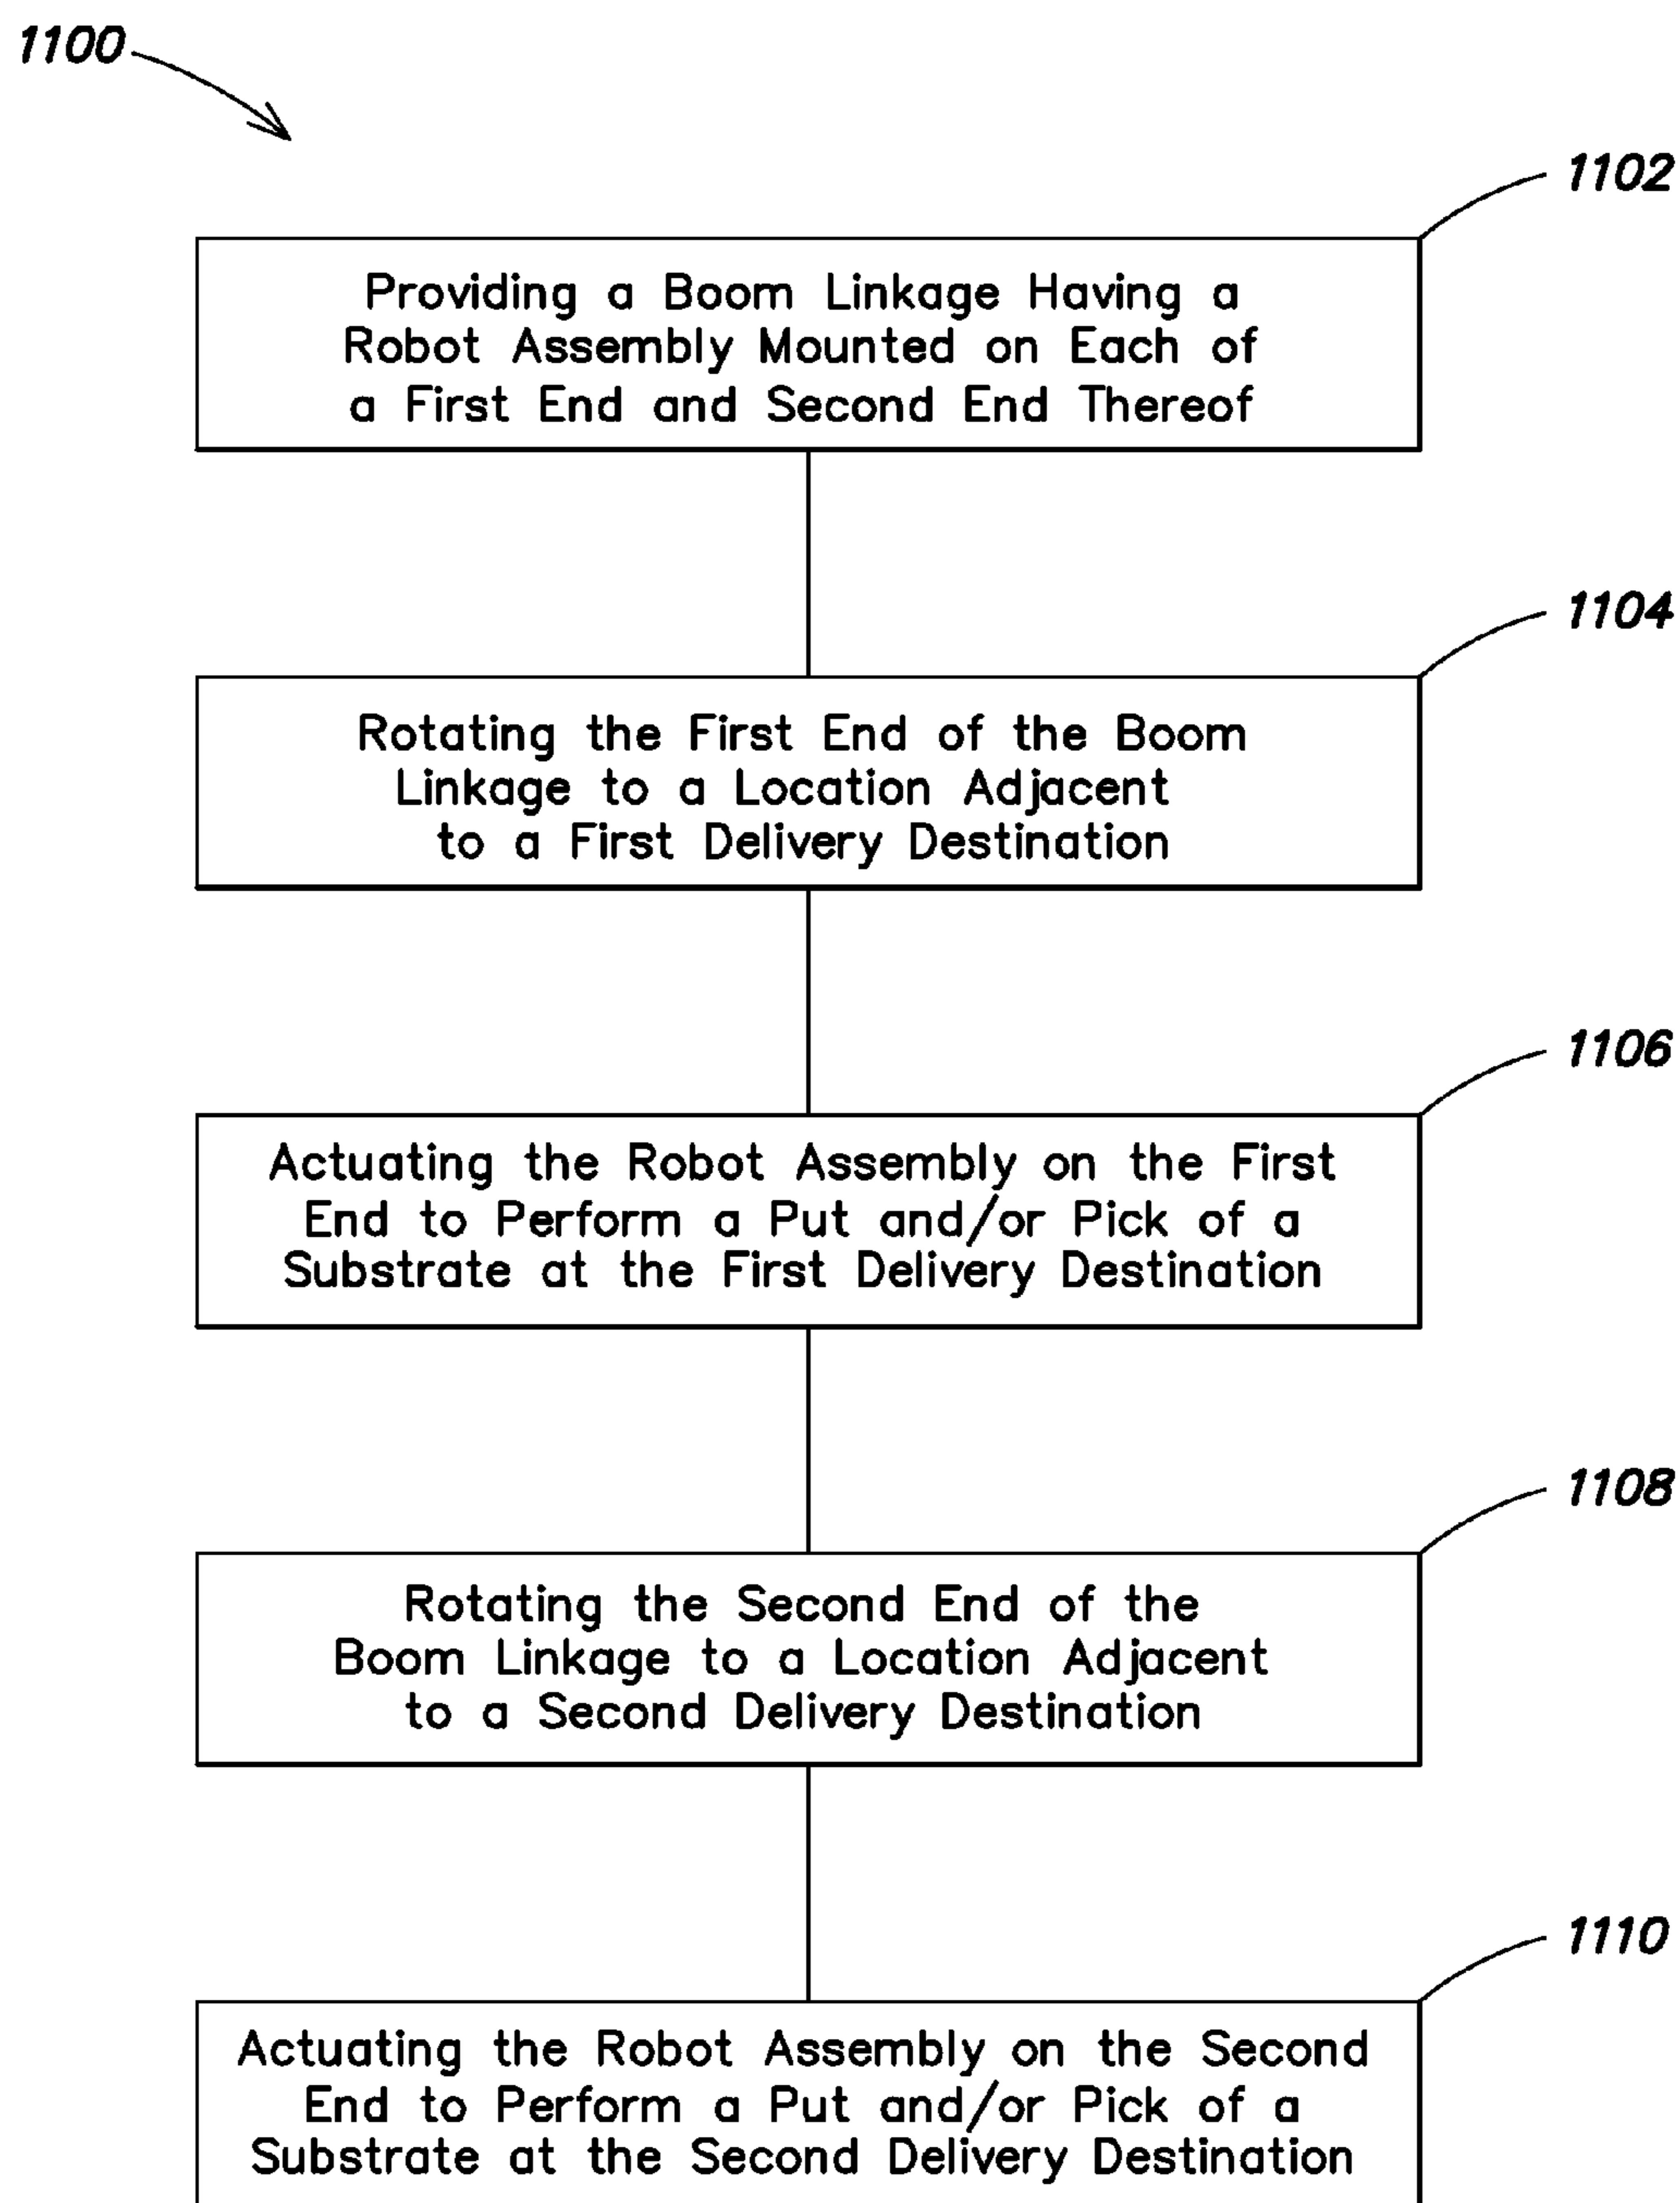 1100
1102
Providing a Boom Linkage Having a
Robot Assembly Mounted on Each of
a First End and Second End Thereof
1104
Rotating the First End of the Boom
Linkage to a Location Adjacent
to a First Delivery Destination
1106
Actuating the Robot Assembly on the First
End to Perform a Put and/or Pick of a
Substrate at the First Delivery Destination
1108
Rotating the Second End of the
Boom Linkage to a Location Adjacent
to a Second Delivery Destination
1110
Actuating the Robot Assembly on the Second
End to Perform a Put and/or Pick of a
Substrate at the Second Delivery Destination